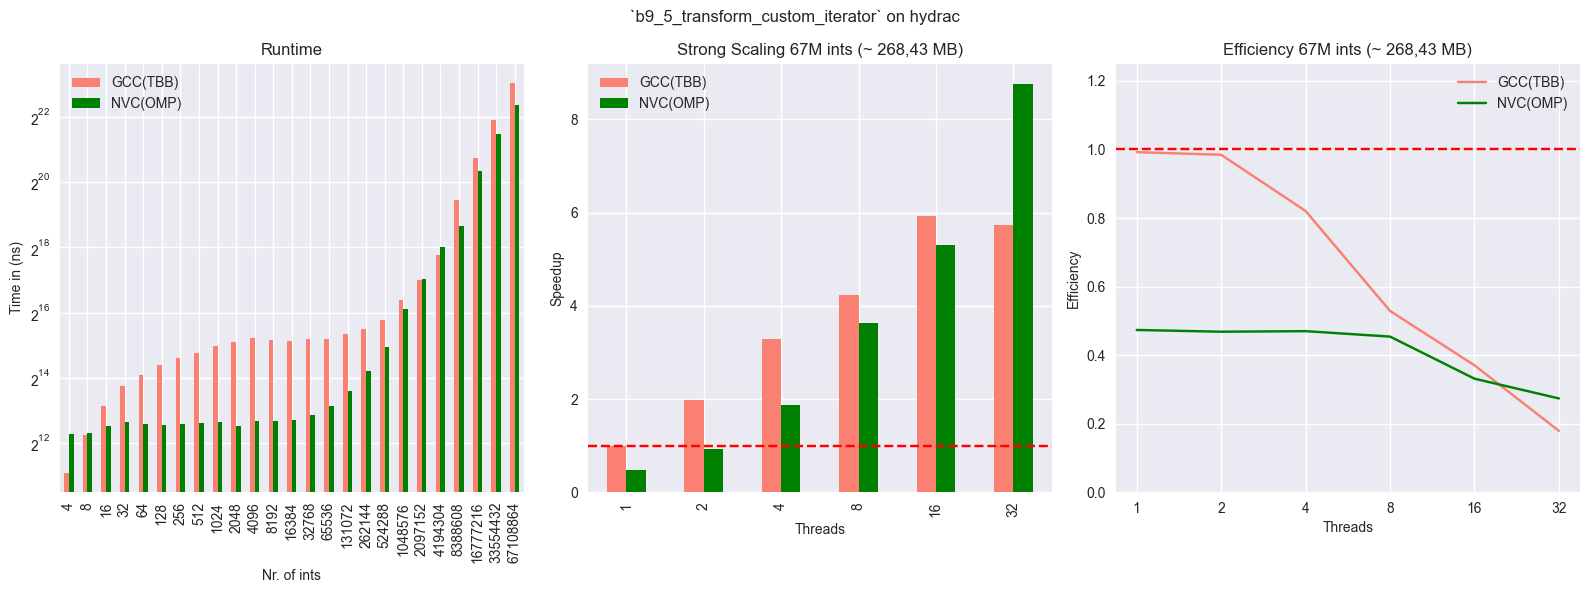 `b9_5_transform_custom_iterator` on hydrac
Runtime
GCC(TBB)
NVC(OMP)
Time in (ns)
2^22
2^20
2^18
2^16
2^14
2^12
4 8 16 32 64 128 256 512 1024 2048 4096 8192 16384 32768 65536 131072 262144 524288 1048576 2097152 4194304 8388608 16777216 33554432 67108864
Nr. of ints
Strong Scaling 67M ints (~ 268,43 MB)
GCC(TBB)
NVC(OMP)
Speedup
8
6
4
2
0
1 2 4 8 16 32
Threads
Efficiency 67M ints (~ 268,43 MB)
GCC(TBB)
NVC(OMP)
Efficiency
1.2
1.0
0.8
0.6
0.4
0.2
0.0
1 2 4 8 16 32
Threads